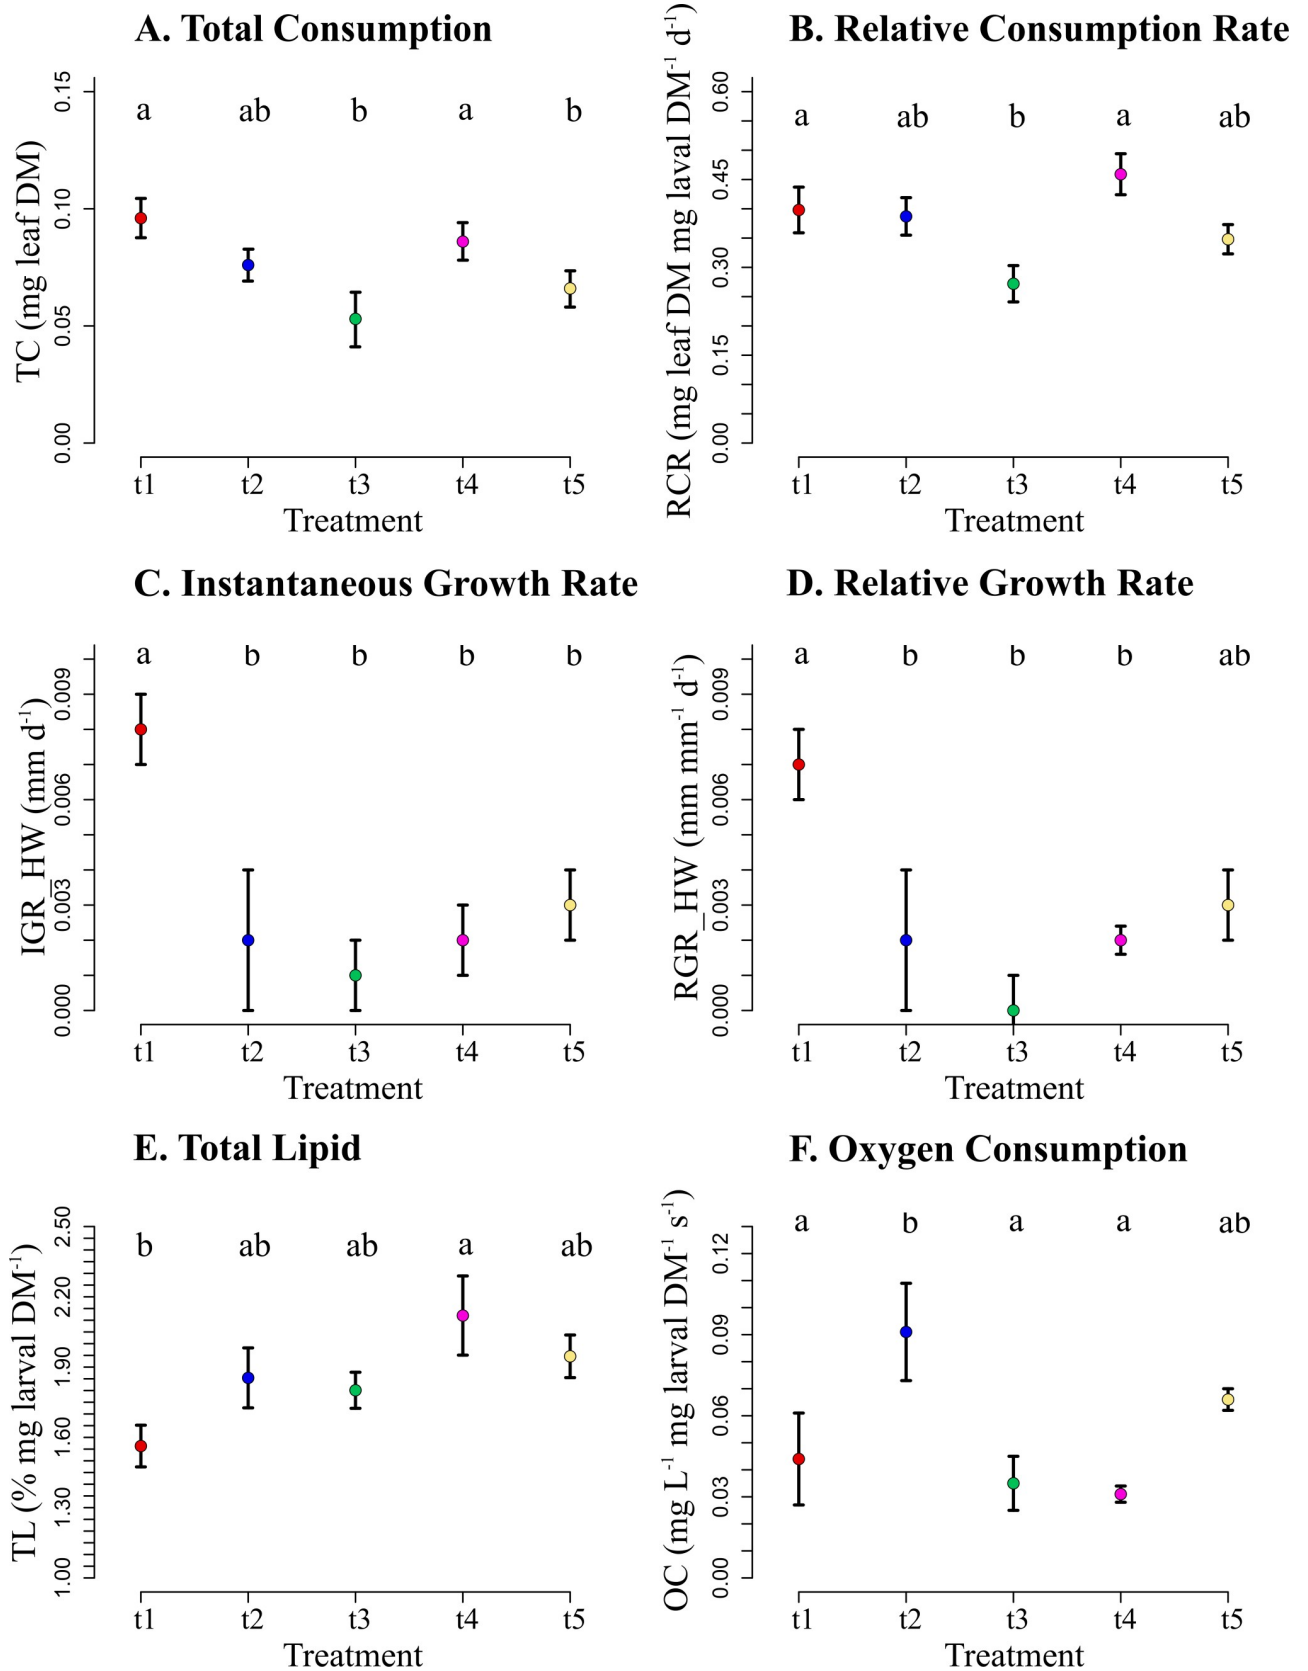 A. Total Consumption
TC (mg leaf DM)
0.15
0.10
0.05
0.00
a ab b a b
t1 t2 t3 t4 t5
Treatment
B. Relative Consumption Rate
RCR (mg leaf DM mg laval DM⁻¹ d⁻¹)
0.60
0.45
0.30
0.15
0.00
a ab b a ab
t1 t2 t3 t4 t5
Treatment
C. Instantaneous Growth Rate
IGR_HW (mm d⁻¹)
0.009
0.006
0.003
0.000
a b b b b
t1 t2 t3 t4 t5
Treatment
D. Relative Growth Rate
RGR_HW (mm mm⁻¹ d⁻¹)
0.009
0.006
0.003
0.000
a b b b ab
t1 t2 t3 t4 t5
Treatment
E. Total Lipid
TL (% mg larval DM⁻¹)
2.50
2.20
1.90
1.60
1.30
1.00
b ab ab a ab
t1 t2 t3 t4 t5
Treatment
F. Oxygen Consumption
OC (mg L⁻¹ mg larval DM⁻¹ s⁻¹)
0.12
0.09
0.06
0.03
0.00
a b a a ab
t1 t2 t3 t4 t5
Treatment